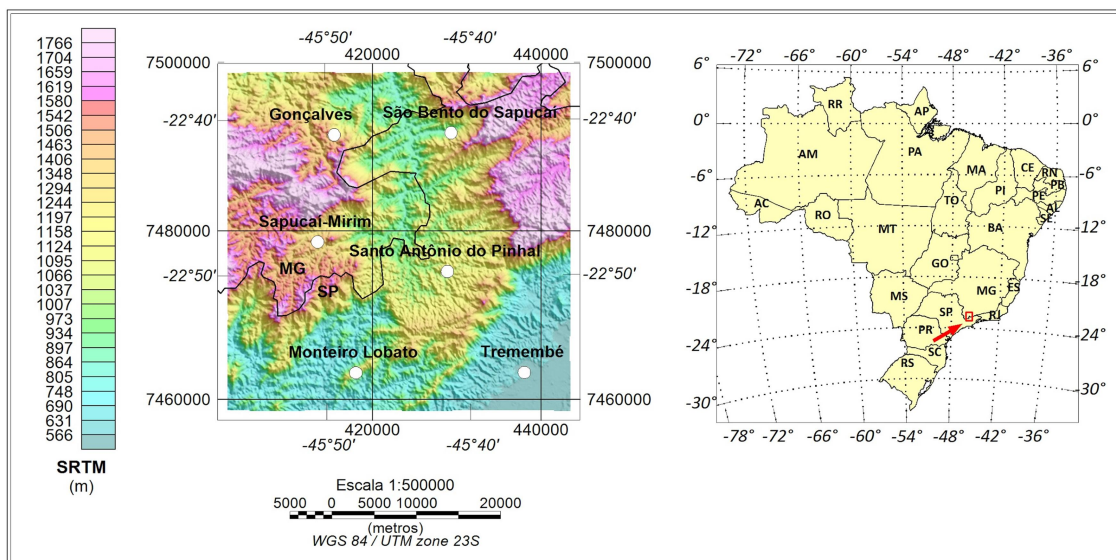 1766
1704
1659
1619
1580
1542
1506
1463
1406
1348
1294
1244
1197
1158
1124
1095
1066
1037
1007
973
934
897
864
805
748
690
631
566
SRTM
(m)
-45°50' -45°40'
420000 440000
7500000 7500000
-22°40' -22°40'
Gonçalves São Bento do Sapucaí
Sapucaí-Mirim
7480000 7480000
Santo Antônio do Pinhal
-22°50' -22°50'
MG
SP
Monteiro Lobato Tremembé
7460000 7460000
420000 440000
-45°50' -45°40'
Escala 1:500000
5000 0 5000 10000 20000
(metros)
WGS 84 / UTM zone 23S
-72° -66° -60° -54° -48° -42° -36°
6° 6°
RR AP
0° 0°
AM PA MA CE RN
-6° PI PB -6°
PE
AC TO AL
RO SE
-12° MT BA -12°
GO
-18° MS MG ES -18°
SP RJ
-24° PR -24°
SC
RS
-30° -30°
-78° -72° -66° -60° -54° -48° -42° -36°